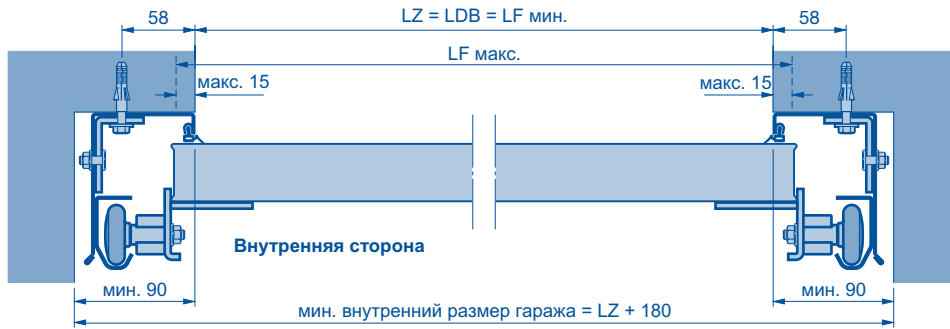 58
LZ = LDB = LF мин.
58
LF макс.
макс. 15
макс. 15
Внутренняя сторона
мин. 90
мин. 90
мин. внутренний размер гаража = LZ + 180